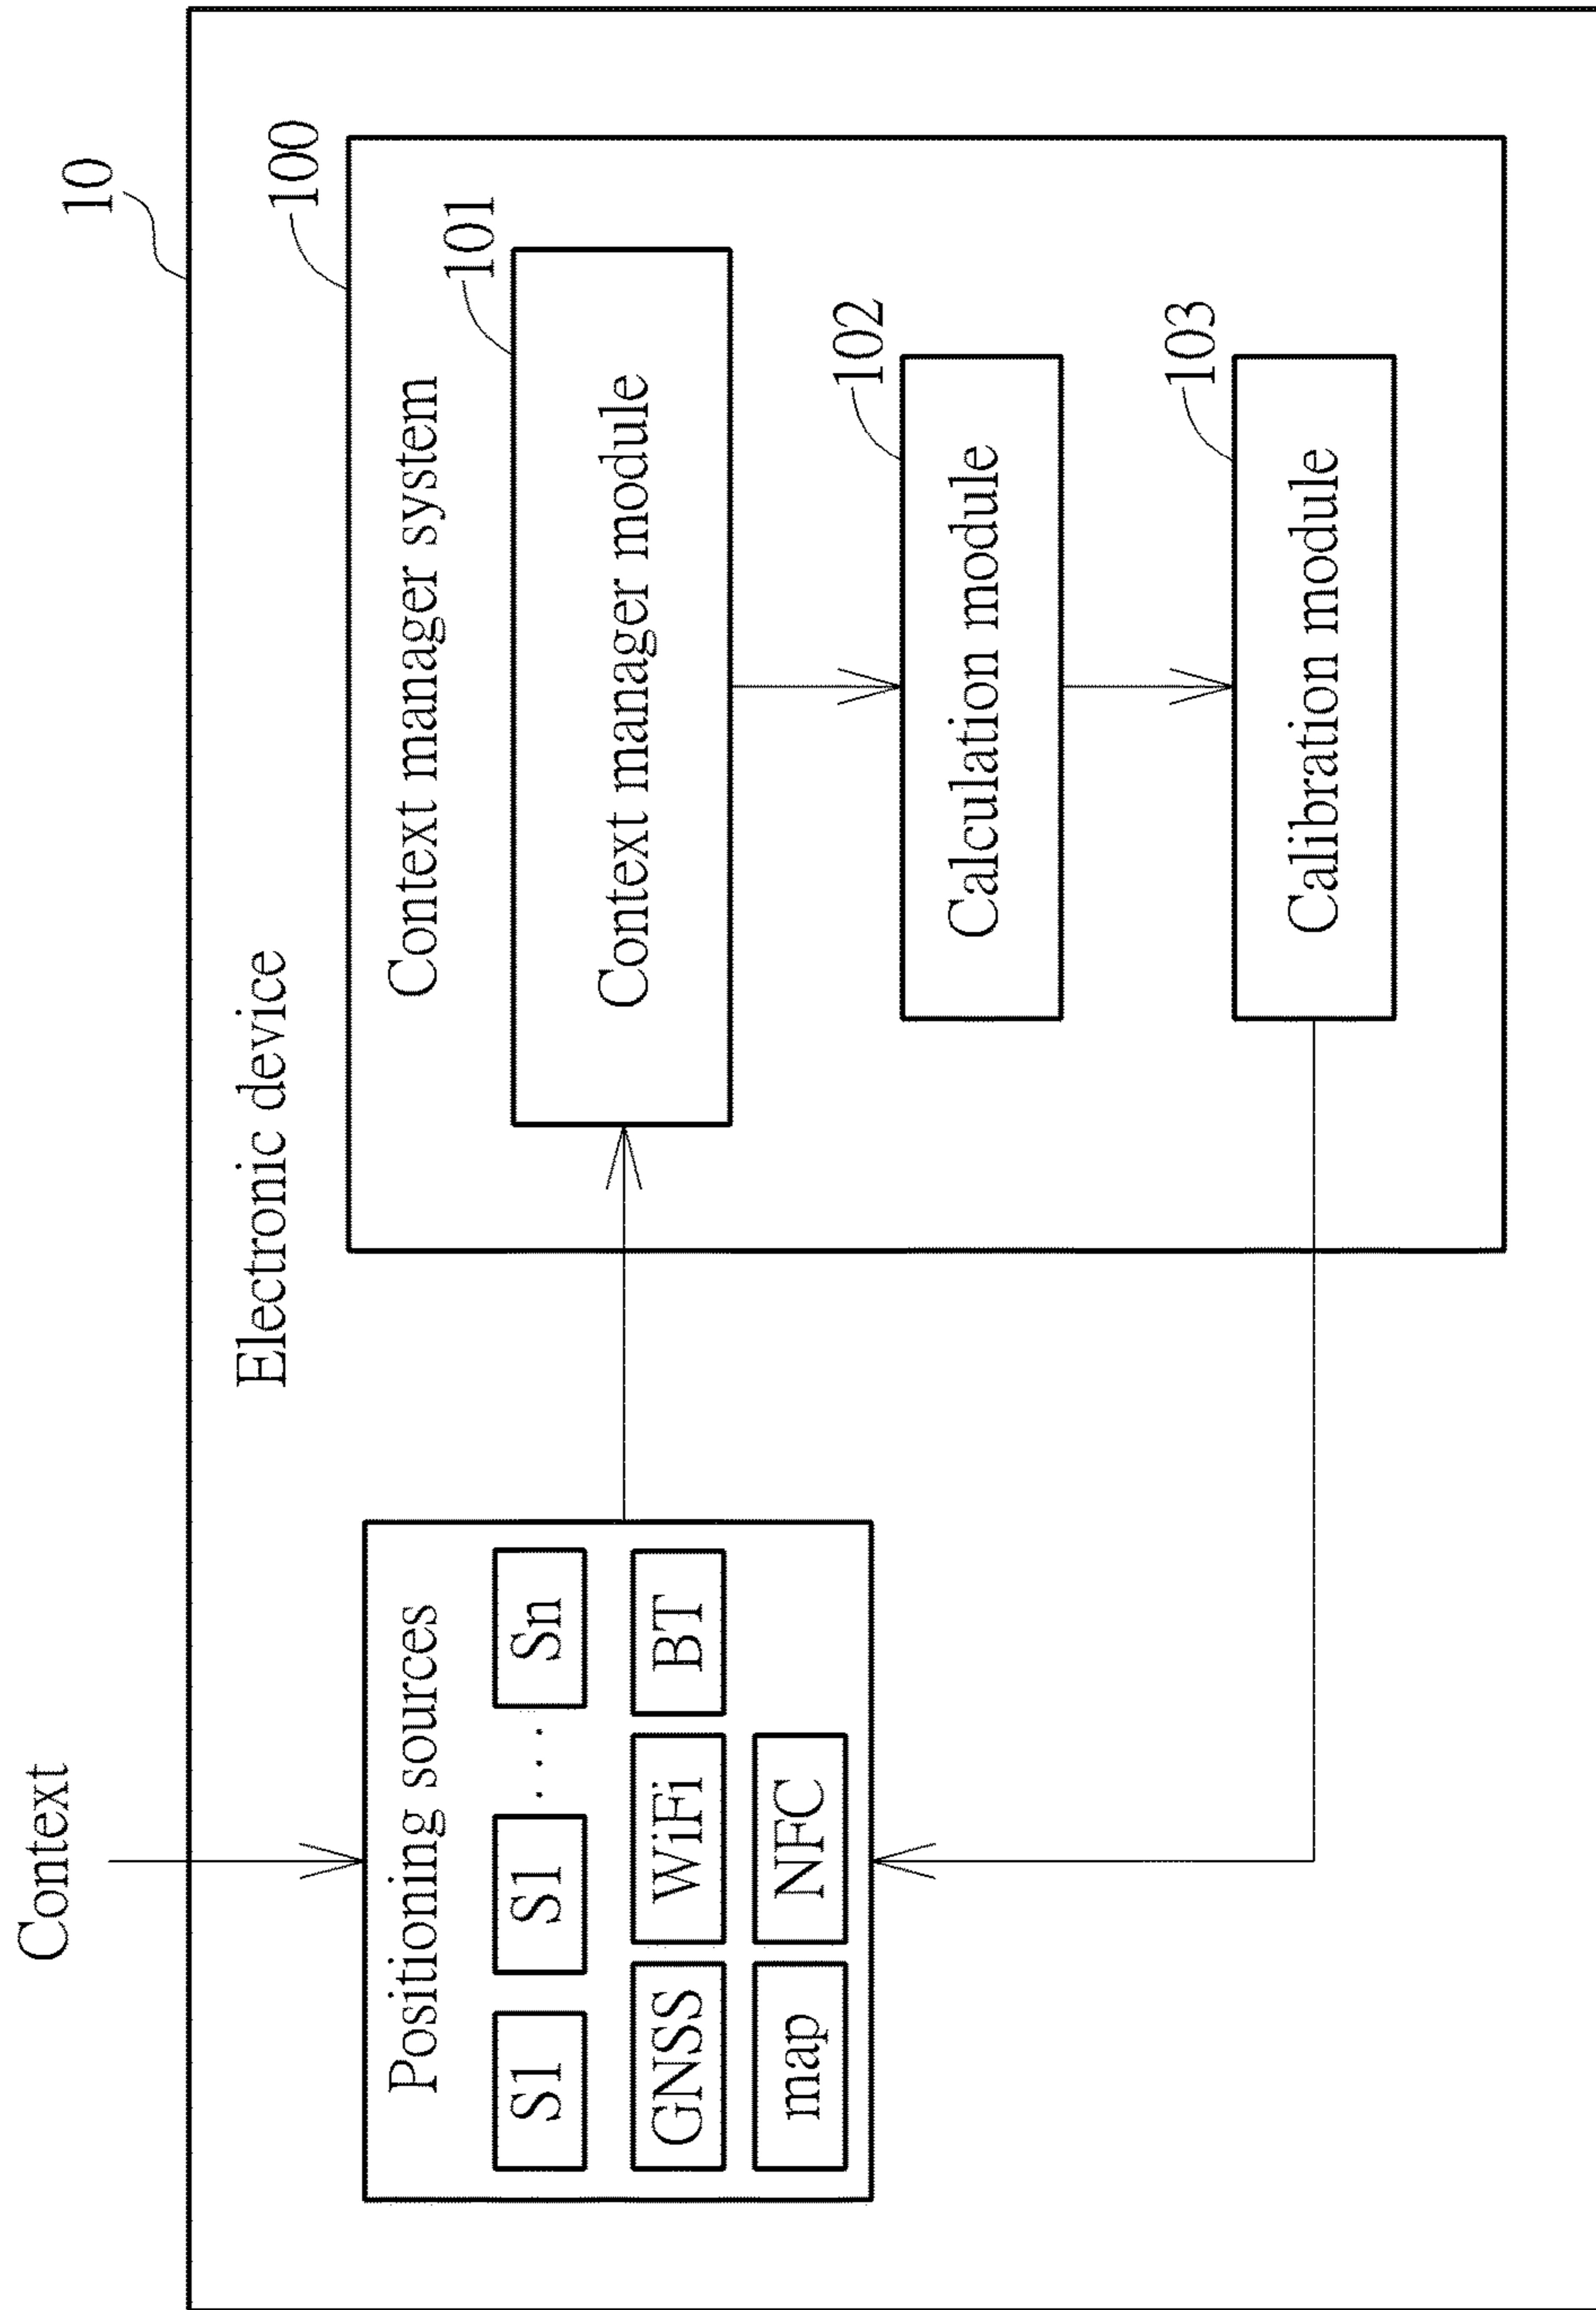 Context
10
Electronic device
100
Positioning sources
S1 S1 ... Sn
GNSS WiFi BT
map NFC
Context manager system
101
Context manager module
102
Calculation module
103
Calibration module